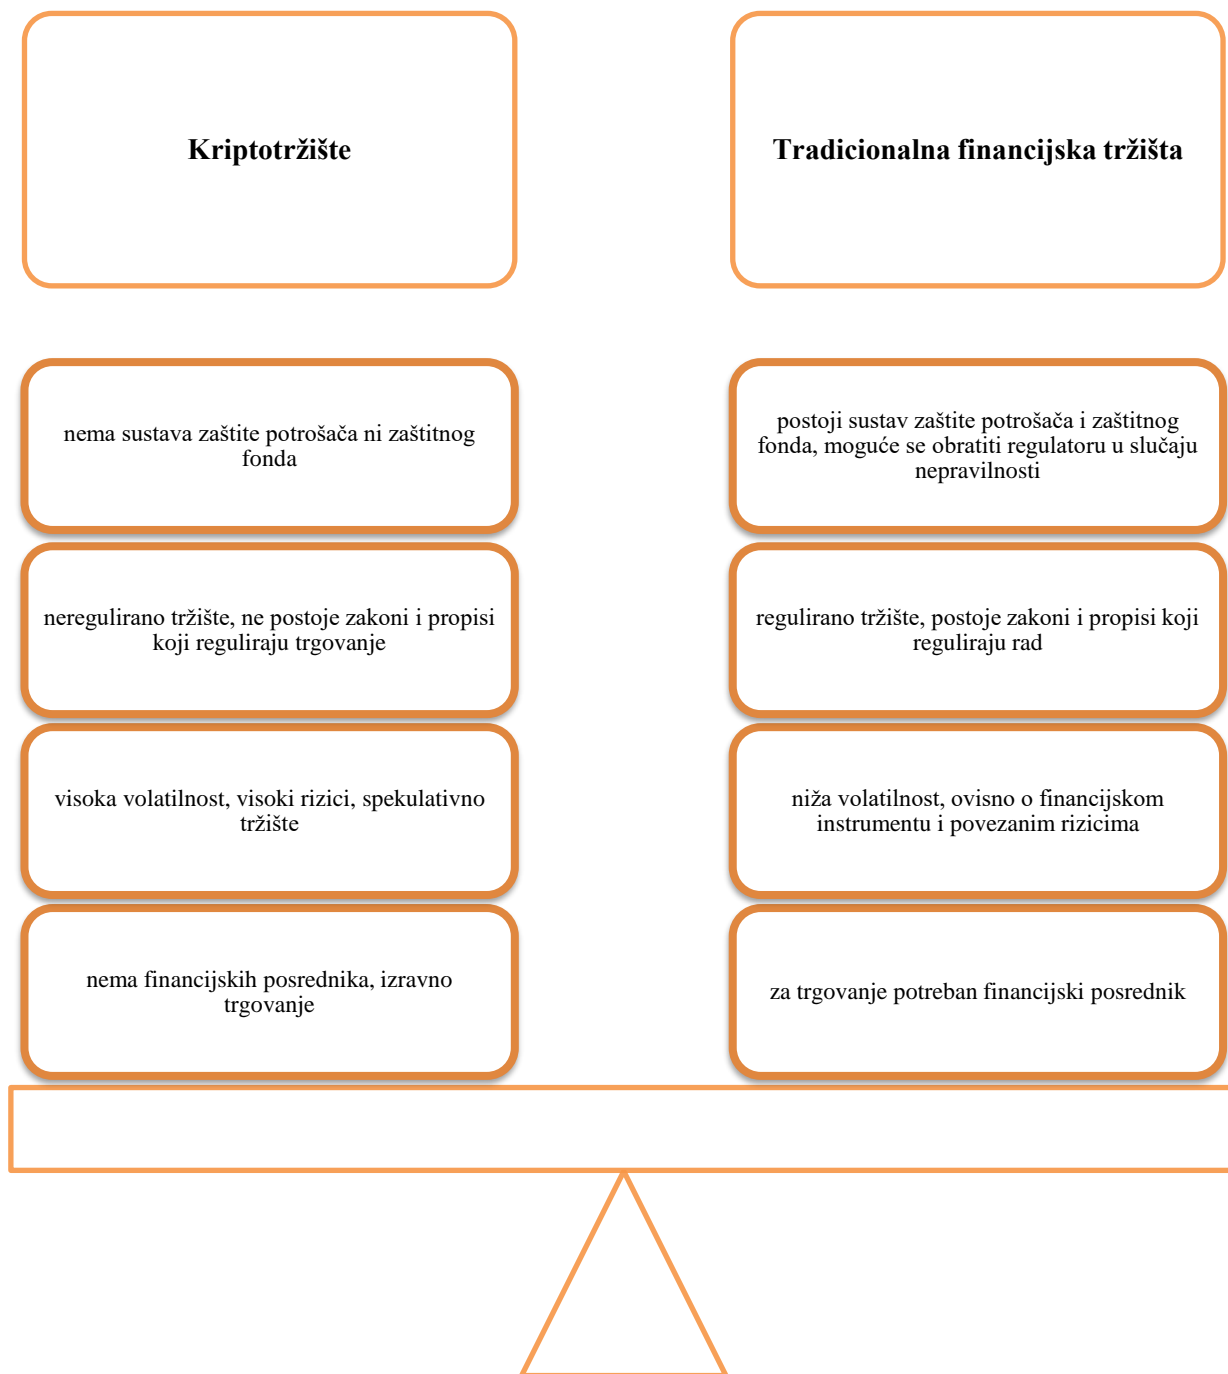 Kriptotržište
Tradicionalna financijska tržišta
nema sustava zaštite potrošača ni zaštitnog
fonda
postoji sustav zaštite potrošača i zaštitnog
fonda, moguće se obratiti regulatoru u slučaju
nepravilnosti
neregulirano tržište, ne postoje zakoni i propisi
koji reguliraju trgovanje
regulirano tržište, postoje zakoni i propisi koji
reguliraju rad
visoka volatilnost, visoki rizici, spekulativno
tržište
niža volatilnost, ovisno o financijskom
instrumentu i povezanim rizicima
nema financijskih posrednika, izravno
trgovanje
za trgovanje potreban financijski posrednik